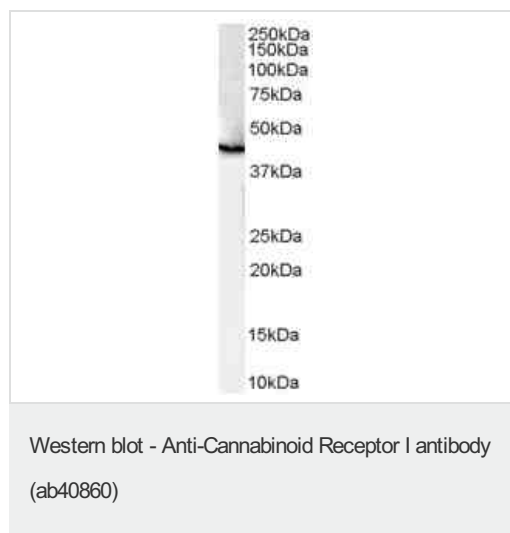 250kDa
150kDa
100kDa
75kDa
50kDa
37kDa
25kDa
20kDa
15kDa
10kDa
Western blot - Anti-Cannabinoid Receptor I antibody
(ab40860)